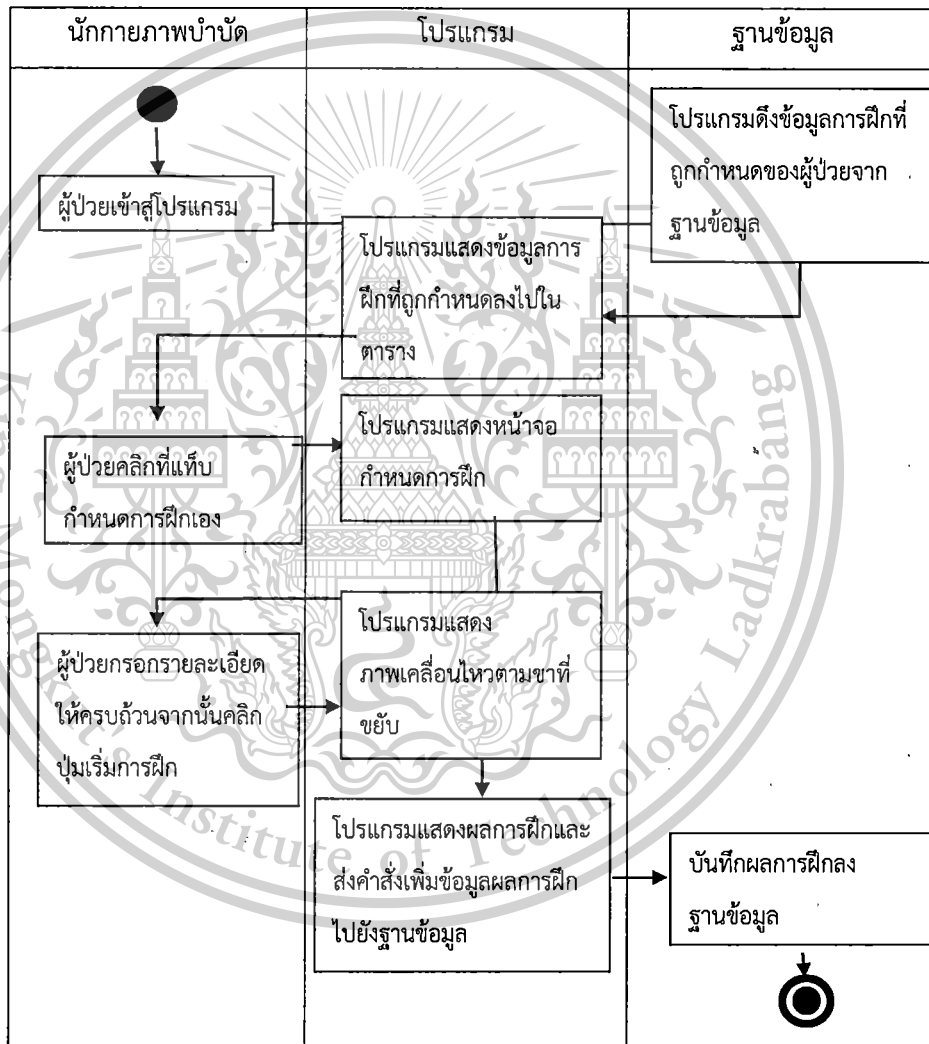 นักกายภาพบำบัด
โปรแกรม
ฐานข้อมูล
ผู้ป่วยเข้าสู่โปรแกรม
โปรแกรมดึงข้อมูลการฝึกที่
ถูกกำหนดของผู้ป่วยจาก
ฐานข้อมูล
โปรแกรมแสดงข้อมูลการ
ฝึกที่ถูกกำหนดลงไปใน
ตาราง
ผู้ป่วยคลิกที่แท็บ
กำหนดการฝึกเอง
โปรแกรมแสดงหน้าจอ
กำหนดการฝึก
ผู้ป่วยกรอกรายละเอียด
ให้ครบถ้วนจากนั้นคลิก
ปุ่มเริ่มการฝึก
โปรแกรมแสดง
ภาพเคลื่อนไหวตามขาที่
ขยับ
โปรแกรมแสดงผลการฝึกและ
ส่งคำสั่งเพิ่มข้อมูลผลการฝึก
ไปยังฐานข้อมูล
บันทึกผลการฝึกลง
ฐานข้อมูล
Institute of Technology Ladkrabang